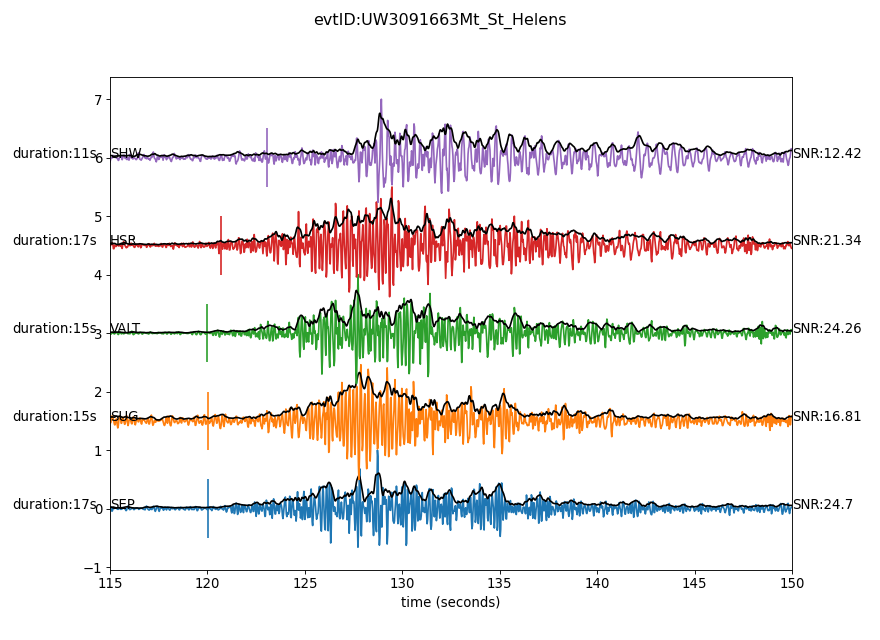 evtID:UW3091663Mt_St_Helens
7
duration:11s 6 SHW SNR:12.42
5
duration:17s HSR SNR:21.34
4
duration:15s 3 VALT SNR:24.26
2
duration:15s SUG SNR:16.81
1
duration:17s 0 SEP SNR:24.7
−1
115 120 125 130 135 140 145 150
time (seconds)